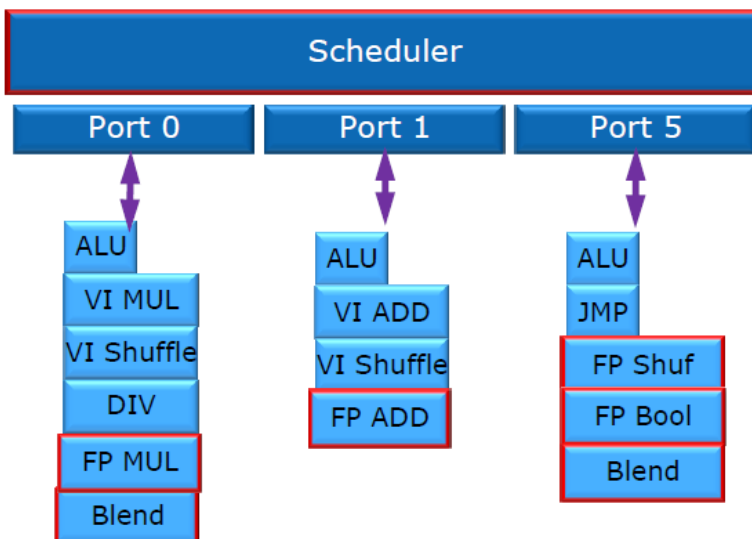 Scheduler
Port 0
Port 1
Port 5
ALU
VI MUL
VI Shuffle
DIV
FP MUL
Blend
ALU
VI ADD
VI Shuffle
FP ADD
ALU
JMP
FP Shuf
FP Bool
Blend